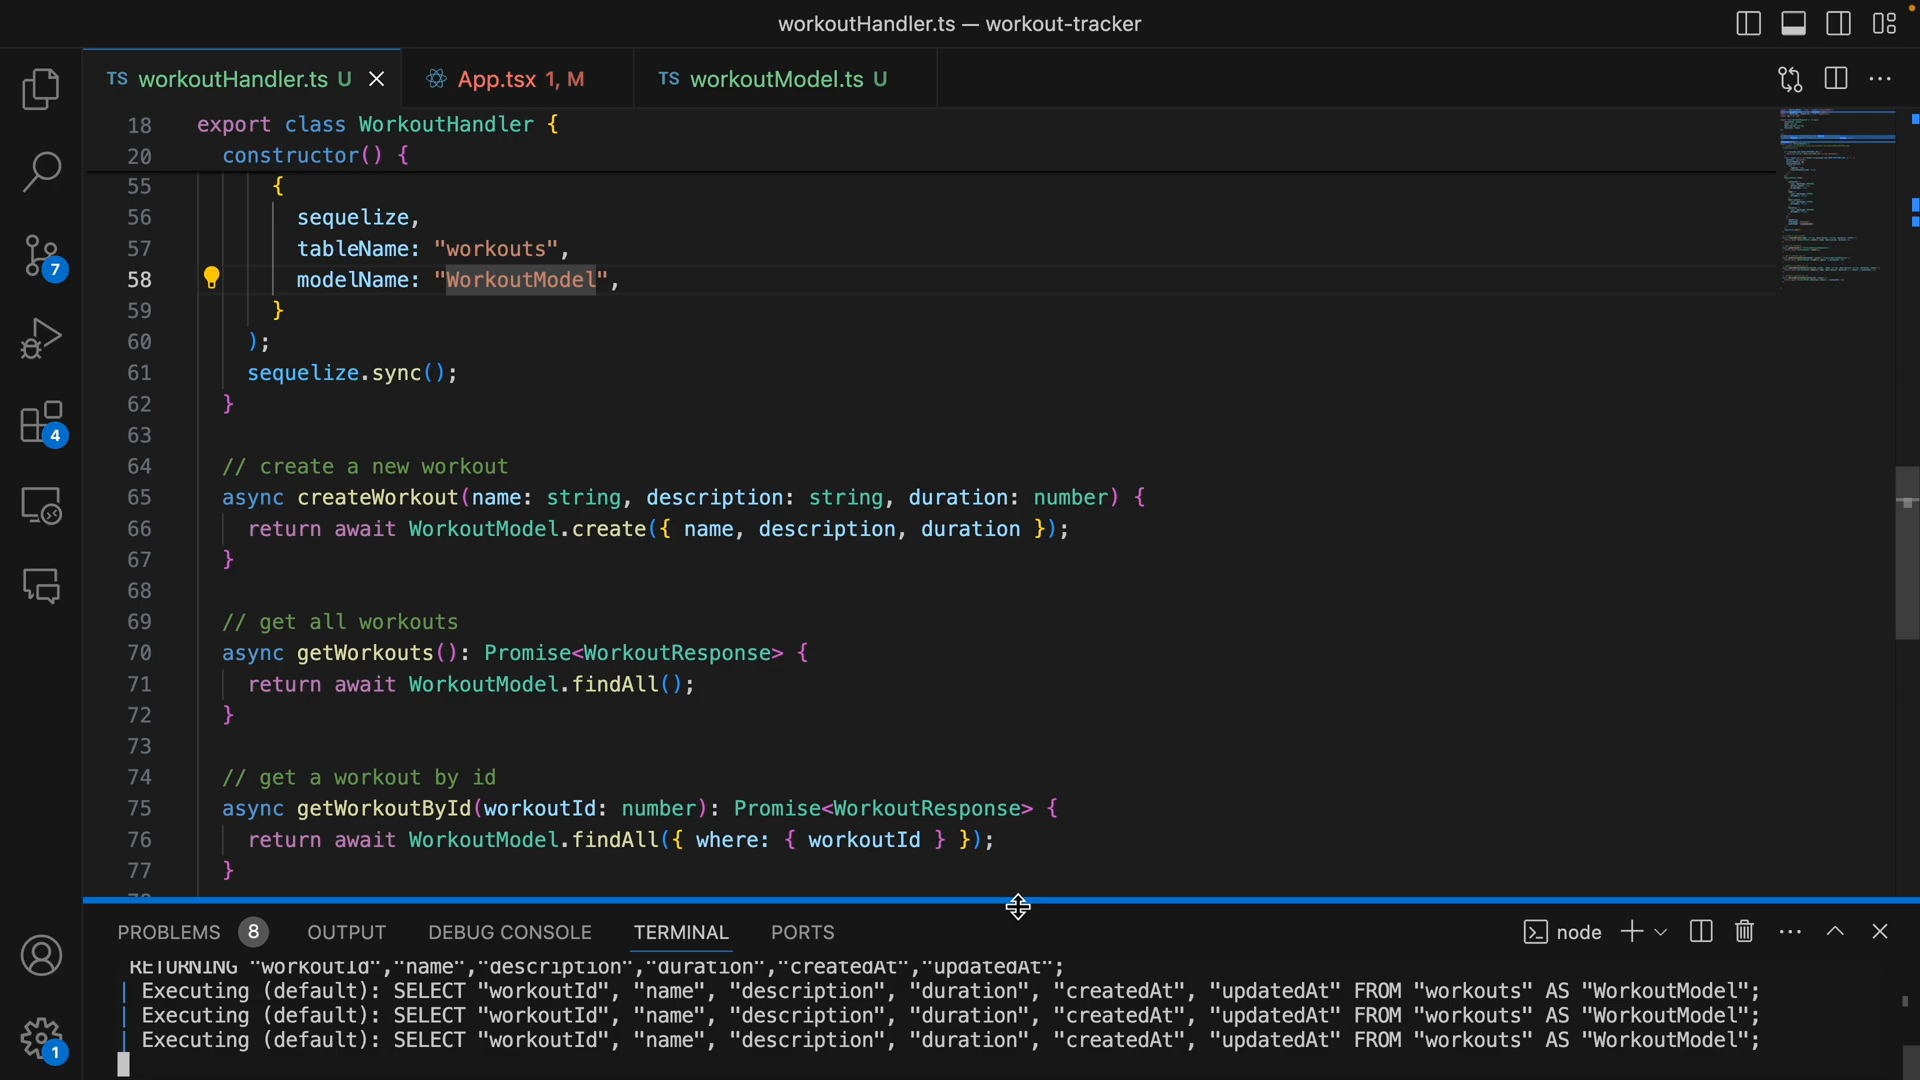 workoutHandler.ts — workout-tracker
TS workoutHandler.ts U
App.tsx 1, M
TS workoutModel.ts U
18 export class WorkoutHandler {
20 constructor() {
55 {
56 sequelize,
57 tableName: "workouts",
58 modelName: "WorkoutModel",
59 }
60 );
61 sequelize.sync();
62 }
63
64 // create a new workout
65 async createWorkout(name: string, description: string, duration: number) {
66 return await WorkoutModel.create({ name, description, duration });
67 }
68
69 // get all workouts
70 async getWorkouts(): Promise<WorkoutResponse> {
71 return await WorkoutModel.findAll();
72 }
73
74 // get a workout by id
75 async getWorkoutById(workoutId: number): Promise<WorkoutResponse> {
76 return await WorkoutModel.findAll({ where: { workoutId } });
77 }
7
4
1
PROBLEMS 8 OUTPUT DEBUG CONSOLE TERMINAL PORTS
node
RETURNING "workoutId","name","description","duration","createdAt","updatedAt";
| Executing (default): SELECT "workoutId", "name", "description", "duration", "createdAt", "updatedAt" FROM "workouts" AS "WorkoutModel";
| Executing (default): SELECT "workoutId", "name", "description", "duration", "createdAt", "updatedAt" FROM "workouts" AS "WorkoutModel";
| Executing (default): SELECT "workoutId", "name", "description", "duration", "createdAt", "updatedAt" FROM "workouts" AS "WorkoutModel";